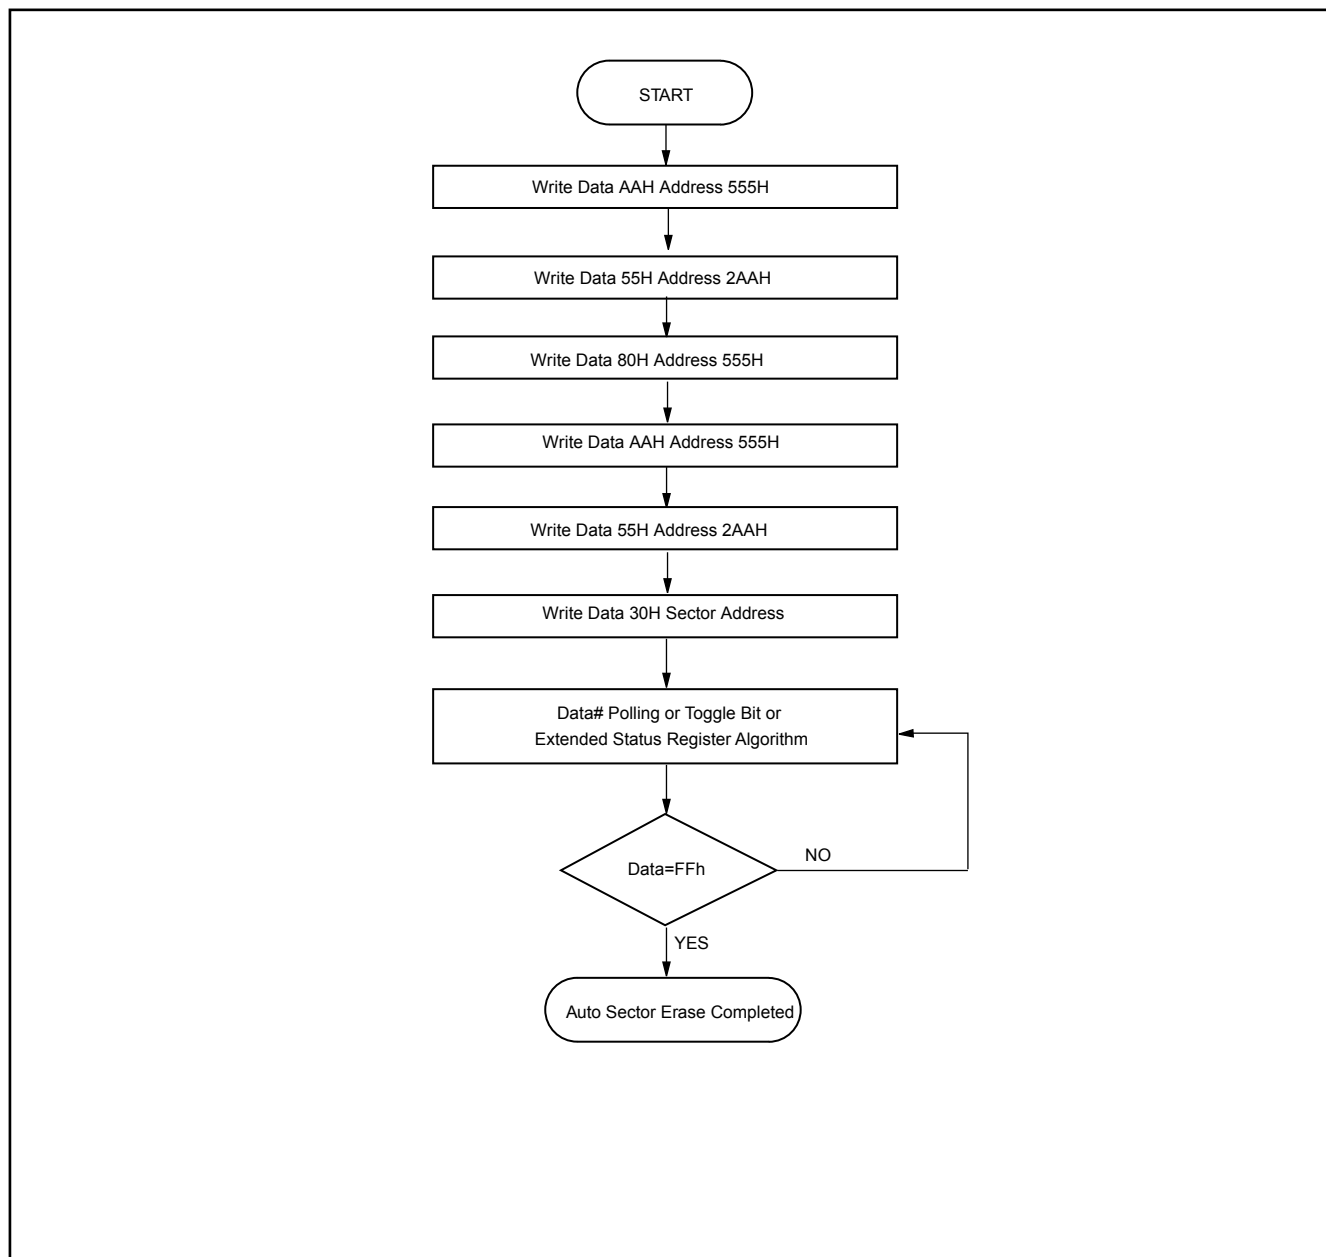 START
Write Data AAH Address 555H
Write Data 55H Address 2AAH
Write Data 80H Address 555H
Write Data AAH Address 555H
Write Data 55H Address 2AAH
Write Data 30H Sector Address
Data# Polling or Toggle Bit or
Extended Status Register Algorithm
Data=FFh
NO
YES
Auto Sector Erase Completed